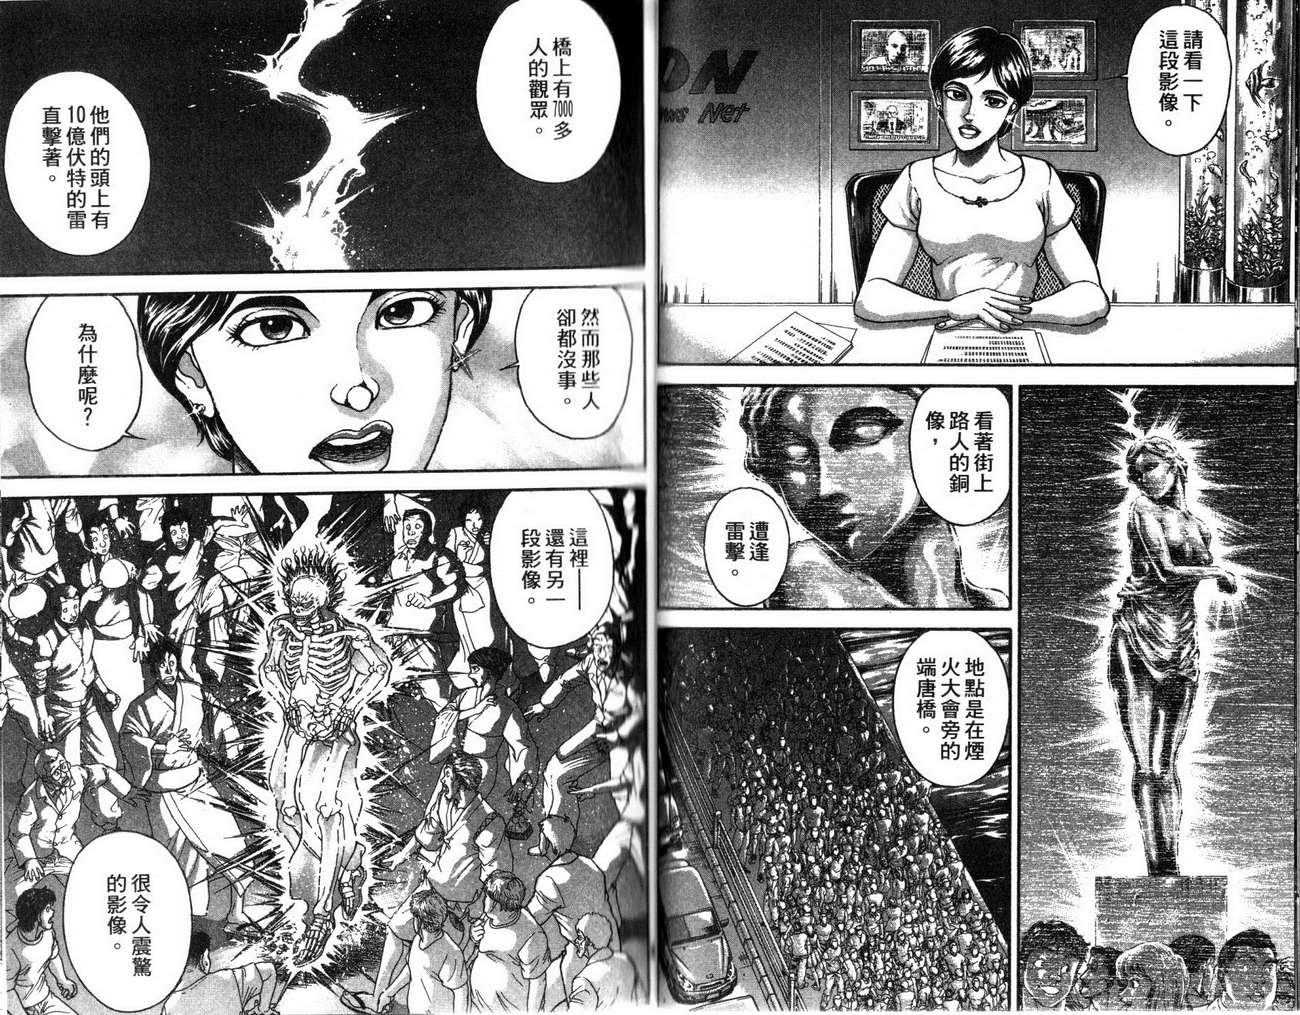 請看一下
這段影像。
ON
News Net
看著街上
路人的銅
像，
遭逢
雷擊。
地點是在煙
火大會旁的
端唐橋。
橋上有7000多
人的觀眾。
他們的頭上有
10億伏特的雷
直擊著。
然而那些人
卻都沒事。
為什麼呢？
這裡——
還有另一
段影像。
很令人震驚
的影像。